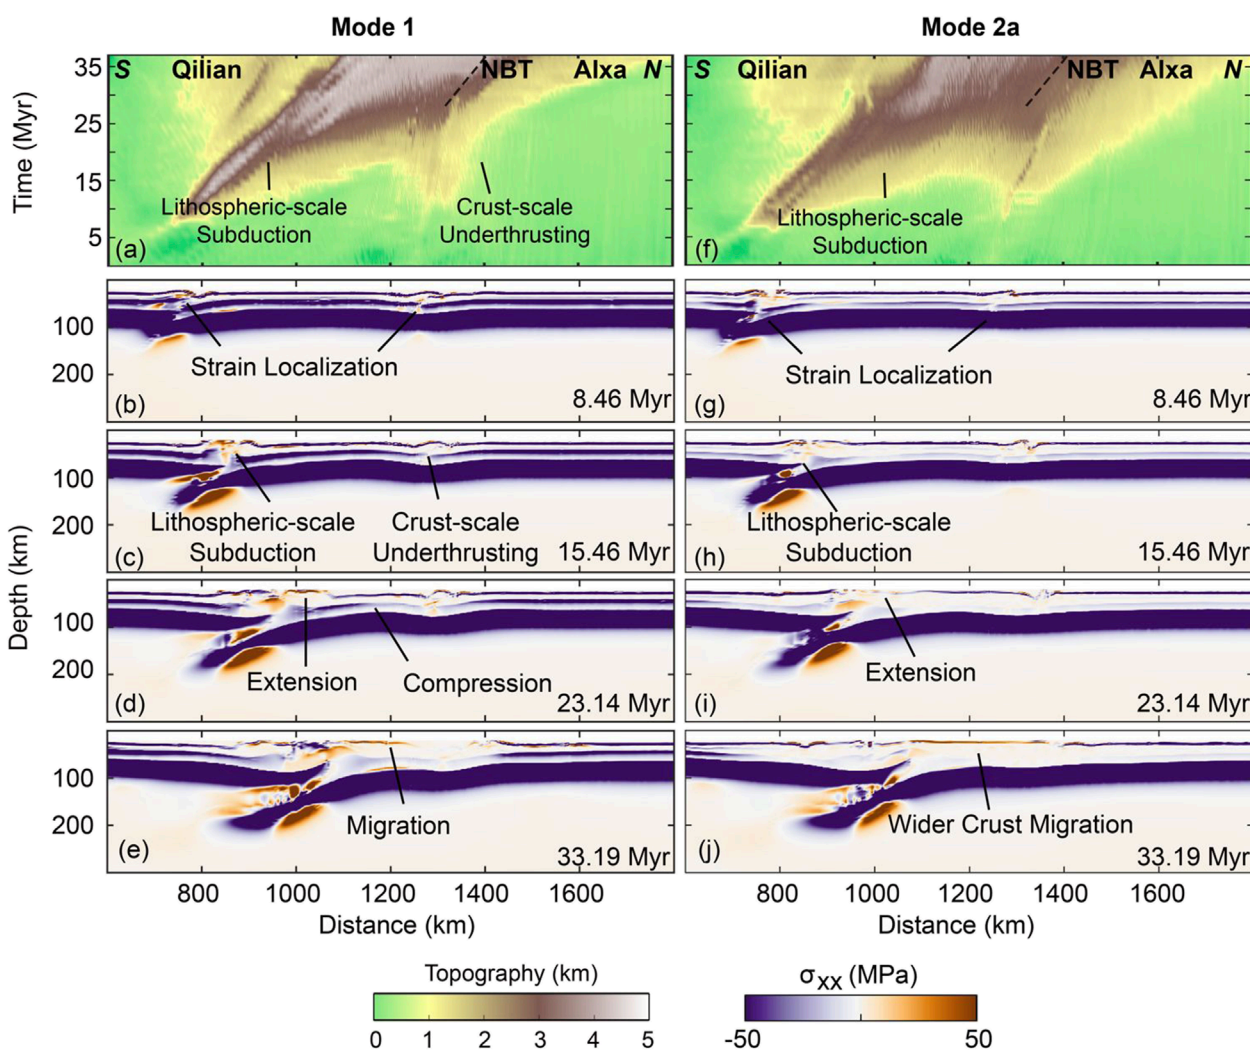 Mode 1
Mode 2a
Time (Myr)
35
25
15
5
S Qilian NBT Alxa N
Lithospheric-scale
Subduction
Crust-scale
Underthrusting
(a)
S Qilian NBT Alxa N
Lithospheric-scale
Subduction
(f)
Depth (km)
100
200
Strain Localization
(b)
8.46 Myr
Strain Localization
(g)
8.46 Myr
100
200
Lithospheric-scale
Subduction
Crust-scale
Underthrusting
(c)
15.46 Myr
Lithospheric-scale
Subduction
(h)
15.46 Myr
100
200
Extension
Compression
(d)
23.14 Myr
Extension
(i)
23.14 Myr
100
200
Migration
(e)
33.19 Myr
Wider Crust Migration
(j)
33.19 Myr
800 1000 1200 1400 1600
800 1000 1200 1400 1600
Distance (km)
Distance (km)
Topography (km)
0 1 2 3 4 5
σxx (MPa)
-50 50